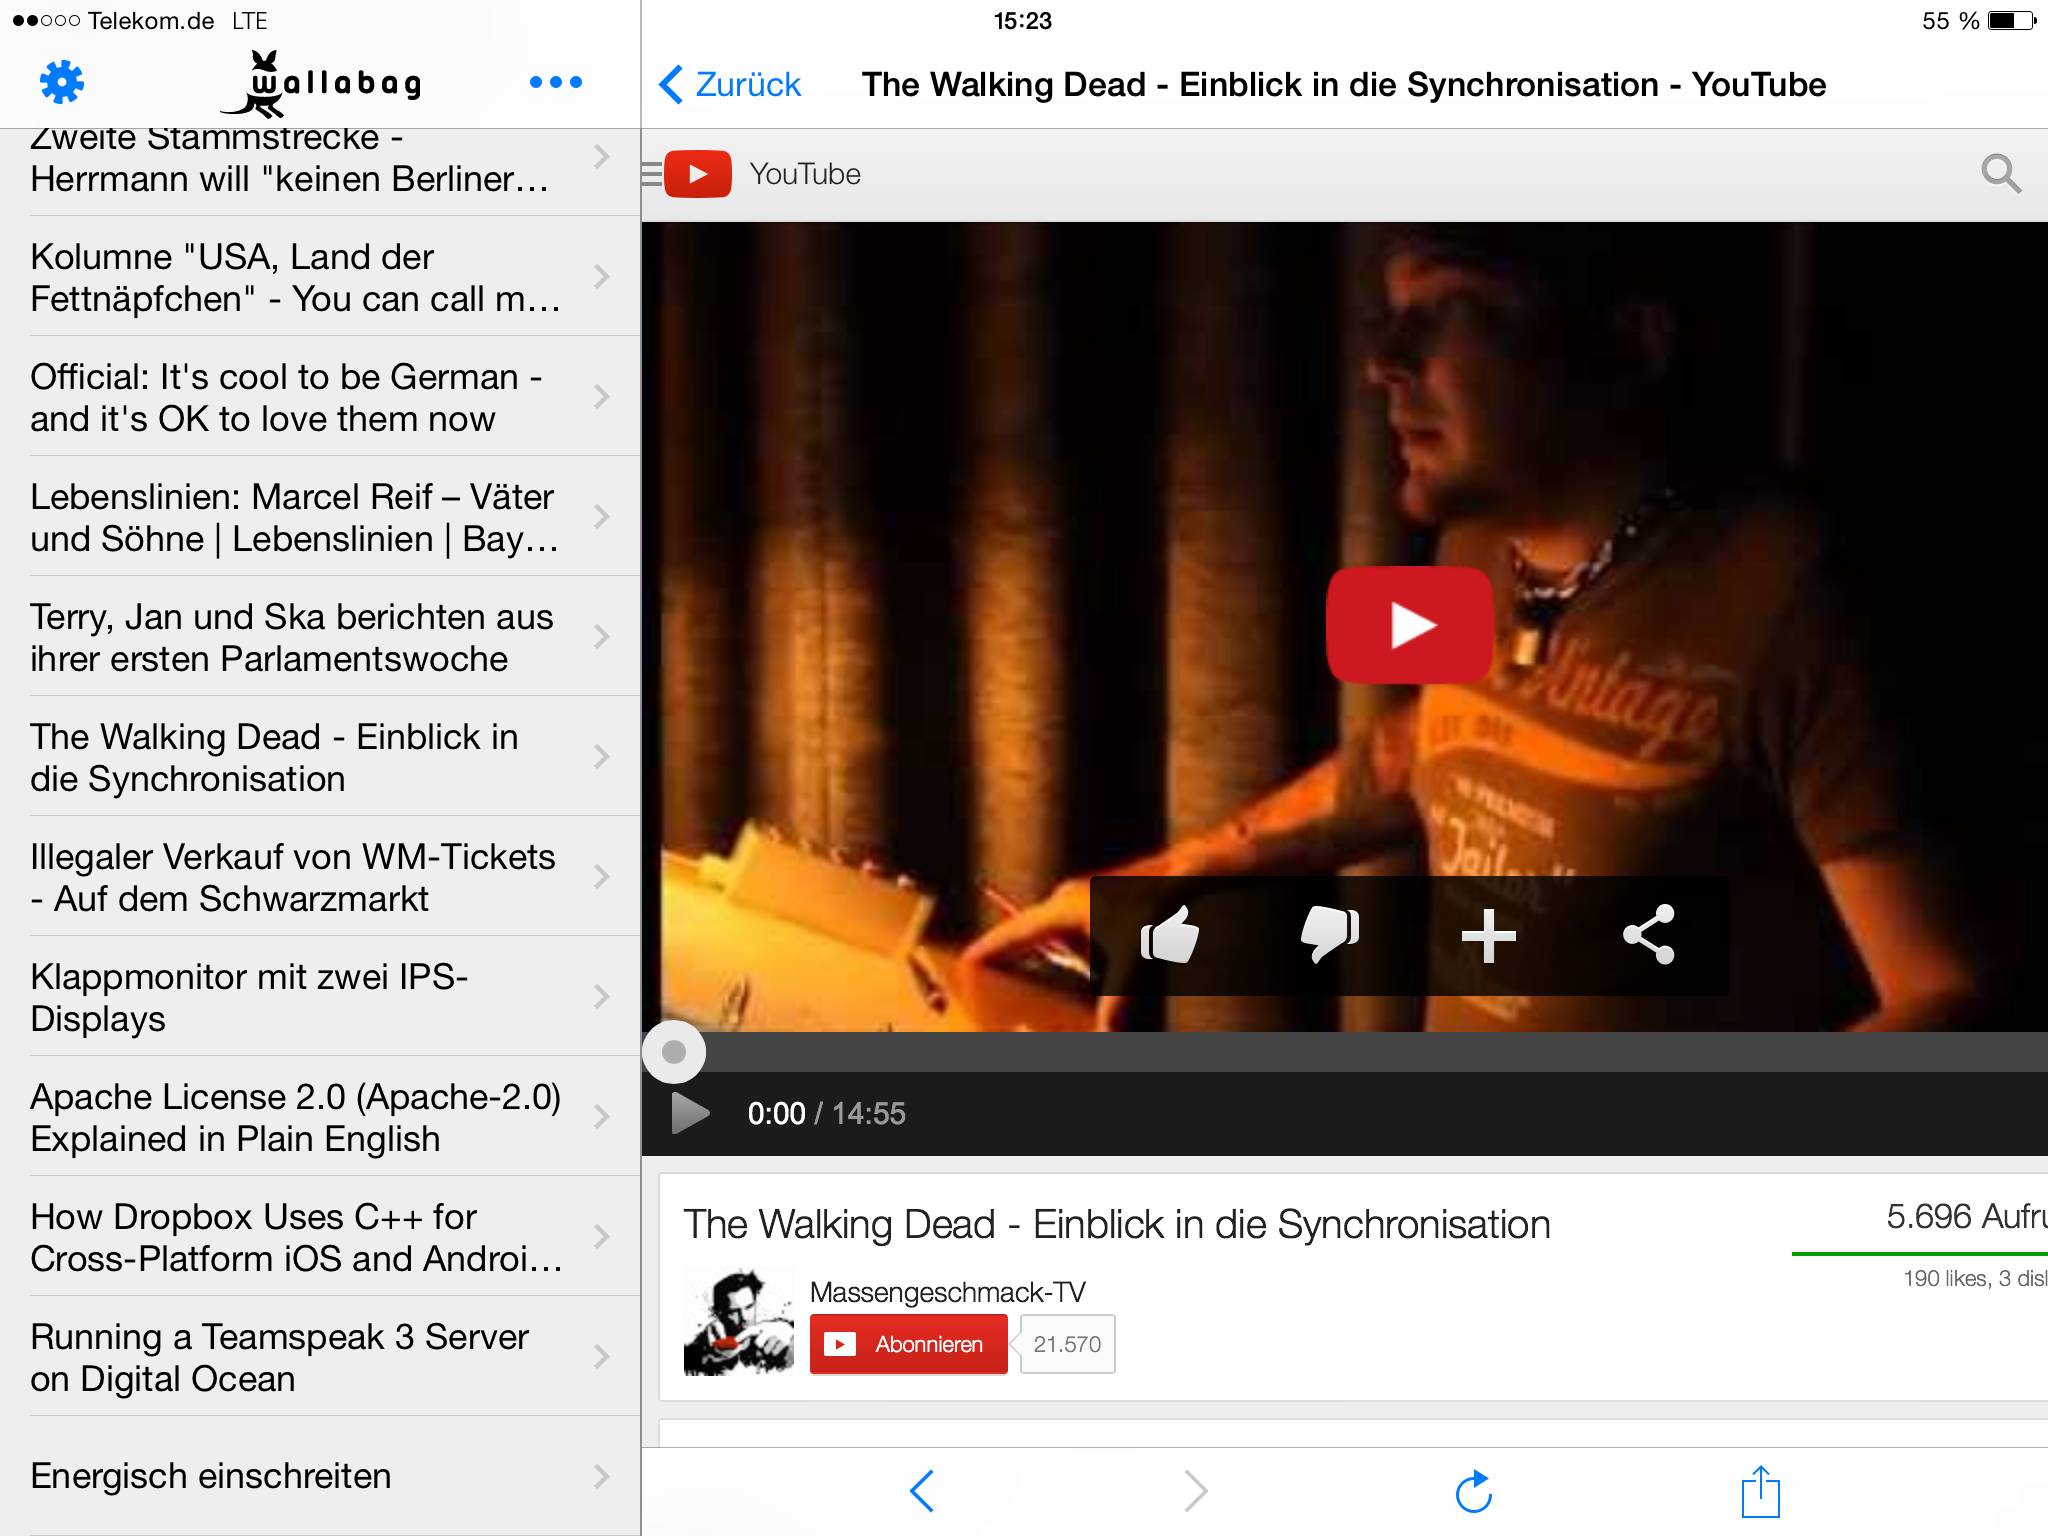 Telekom.de LTE
15:23
55 %
wallabag
Zweite Stammstrecke -
Herrmann will "keinen Berliner…
Kolumne "USA, Land der
Fettnäpfchen" - You can call m…
Official: It's cool to be German -
and it's OK to love them now
Lebenslinien: Marcel Reif – Väter
und Söhne | Lebenslinien | Bay…
Terry, Jan und Ska berichten aus
ihrer ersten Parlamentswoche
The Walking Dead - Einblick in
die Synchronisation
Illegaler Verkauf von WM-Tickets
- Auf dem Schwarzmarkt
Klappmonitor mit zwei IPS-
Displays
Apache License 2.0 (Apache-2.0)
Explained in Plain English
How Dropbox Uses C++ for
Cross-Platform iOS and Androi…
Running a Teamspeak 3 Server
on Digital Ocean
Energisch einschreiten
Zurück
The Walking Dead - Einblick in die Synchronisation - YouTube
YouTube
Vintage
"Jailor"
0:00 / 14:55
The Walking Dead - Einblick in die Synchronisation
5.696 Aufru
190 likes, 3 disl
Massengeschmack-TV
Abonnieren
21.570